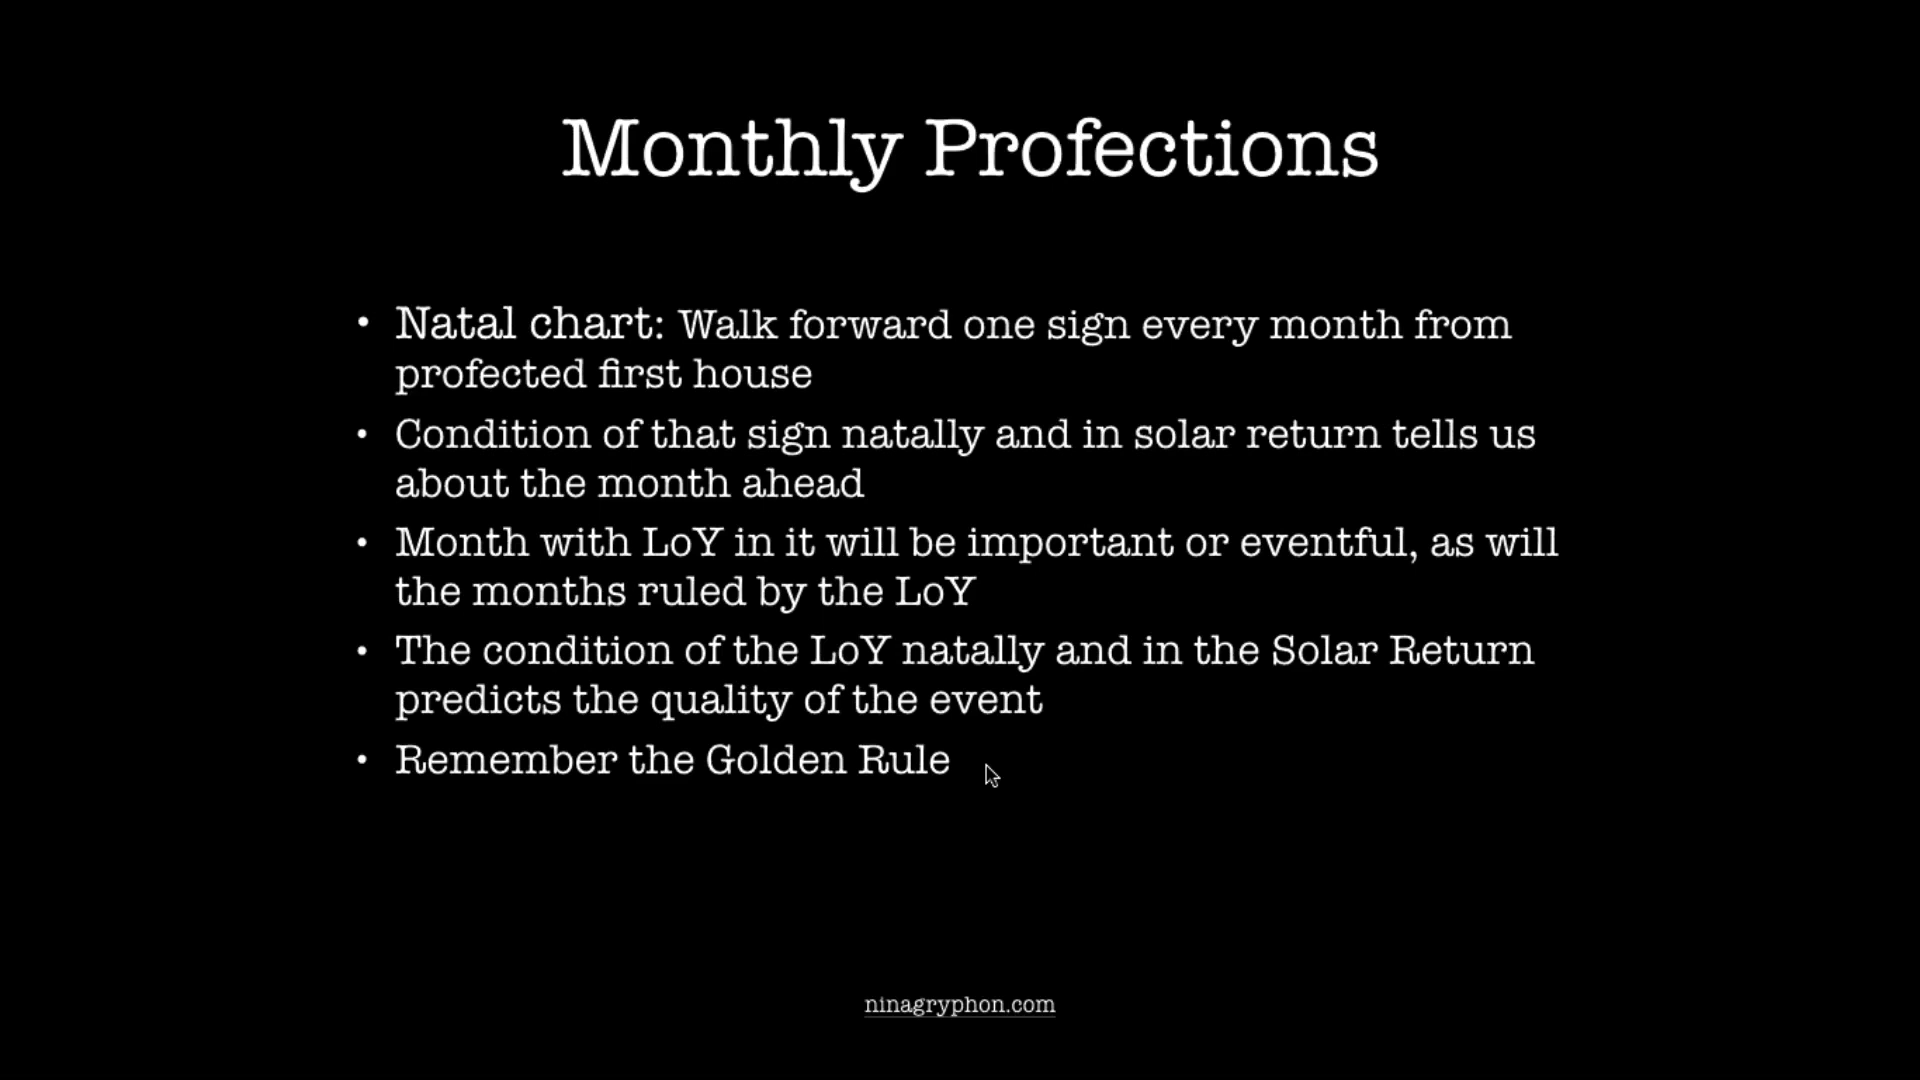 Monthly Profections
• Natal chart: Walk forward one sign every month from
profected first house
• Condition of that sign natally and in solar return tells us
about the month ahead
• Month with LoY in it will be important or eventful, as will
the months ruled by the LoY
• The condition of the LoY natally and in the Solar Return
predicts the quality of the event
• Remember the Golden Rule
ninagryphon.com